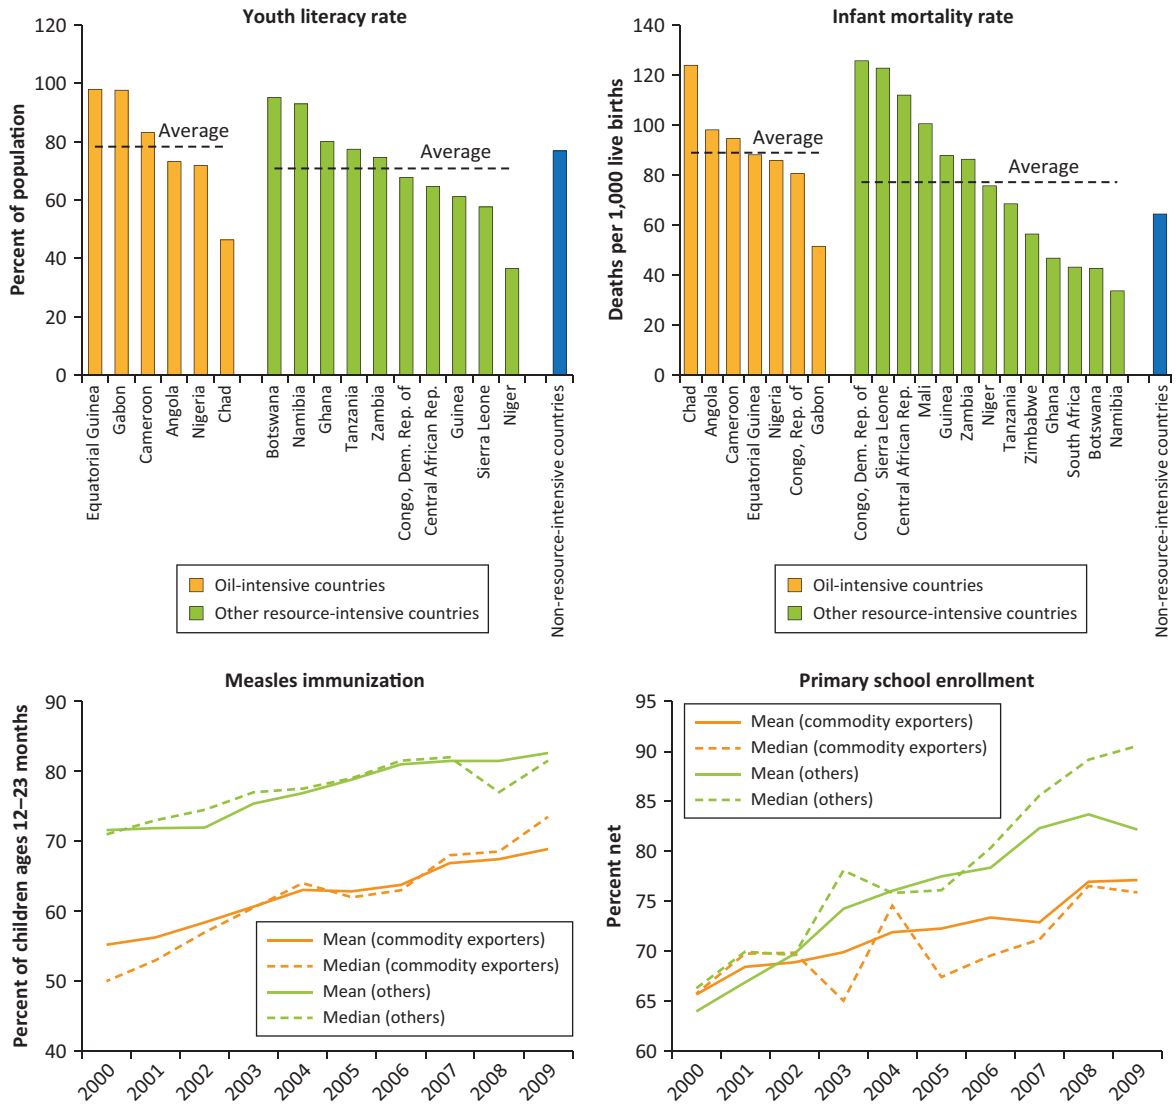 Youth literacy rate
Percent of population
120
100
80
60
40
20
0
Average
Average
Equatorial Guinea
Gabon
Cameroon
Angola
Nigeria
Chad
Botswana
Namibia
Ghana
Tanzania
Zambia
Congo, Dem. Rep. of
Central African Rep.
Guinea
Sierra Leone
Niger
Non-resource-intensive countries
Oil-intensive countries
Other resource-intensive countries
Infant mortality rate
Deaths per 1,000 live births
140
120
100
80
60
40
20
0
Average
Average
Chad
Angola
Cameroon
Equatorial Guinea
Nigeria
Congo, Rep. of
Gabon
Congo, Dem. Rep. of
Sierra Leone
Central African Rep.
Mali
Guinea
Zambia
Niger
Tanzania
Zimbabwe
Ghana
South Africa
Botswana
Namibia
Non-resource-intensive countries
Oil-intensive countries
Other resource-intensive countries
Measles immunization
Percent of children ages 12–23 months
90
80
70
60
50
40
Mean (commodity exporters)
Median (commodity exporters)
Mean (others)
Median (others)
2000
2001
2002
2003
2004
2005
2006
2007
2008
2009
Primary school enrollment
Percent net
95
90
85
80
75
70
65
60
Mean (commodity exporters)
Median (commodity exporters)
Mean (others)
Median (others)
2000
2001
2002
2003
2004
2005
2006
2007
2008
2009